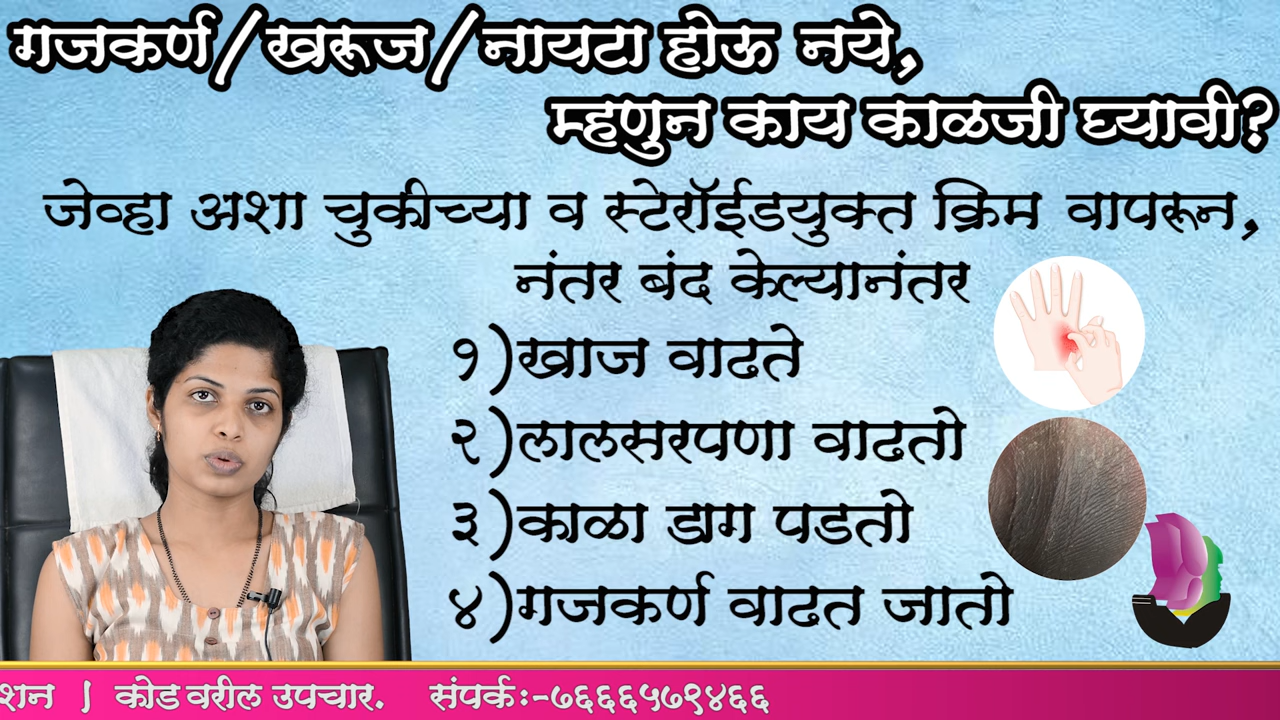 गजकर्ण/खरूज/नायटा होऊ नये,
म्हणुन काय काळजी घ्यावी?
जेव्हा अशा चुकीच्या व स्टेरॉईडयुक्त क्रिम वापरून,
नंतर बंद केल्यानंतर
१)खाज वाढते
२)लालसरपणा वाढतो
३)काळा डाग पडतो
४)गजकर्ण वाढत जातो
शन | कोड वरील उपचार. संपर्क:-७६६६५७९४६६